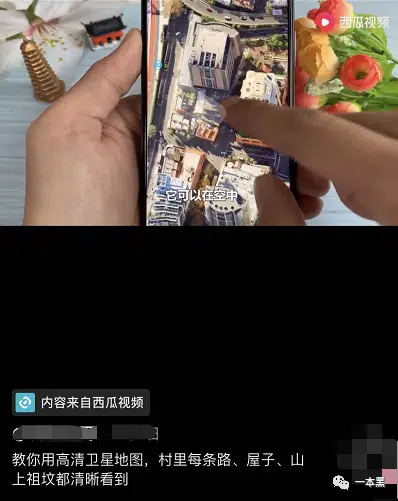 西瓜视频
它可以在空中
内容来自西瓜视频
教你用高清卫星地图，村里每条路、屋子、山
上祖坟都清晰看到
一本黑